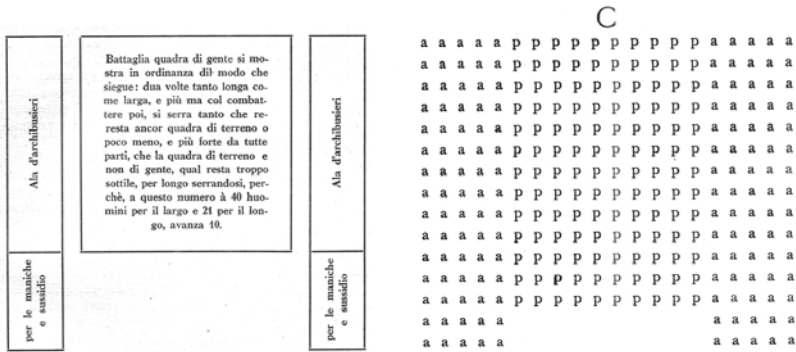 Battaglia quadra di gente si mo-
stra in ordinanza dil modo che
siegue: dua volte tanto longa co-
me larga, e più ma col combat-
tere poi, si serra tanto che re-
resta ancor quadra di terreno o
poco meno, e più forte da tutte
parti, che la quadra di terreno e
non di gente, qual resta troppo
sottile, per longo serrandosi, per-
chè, a questo numero à 40 huo-
mini per il largo e 21 per il lon-
go, avanza 10.
Ala d'archibusieri
per le maniche
e sussidio
Ala d'archibusieri
per le maniche
e sussidio
C
a a a a a p p p p p p p p p p a a a a a
a a a a a p p p p p p p p p p a a a a a
a a a a a p p p p p p p p p p a a a a a
a a a a a p p p p p p p p p p a a a a a
a a a a a p p p p p p p p p p a a a a a
a a a a a p p p p p p p p p p a a a a a
a a a a a p p p p p p p p p p a a a a a
a a a a a p p p p p p p p p p a a a a a
a a a a a p p p p p p p p p p a a a a a
a a a a a p p p p p p p p p p a a a a a
a a a a a p p p p p p p p p p a a a a a
a a a a a p p p p p p p p p p a a a a a
a a a a a p p p p p p p p p p a a a a a
a a a a a a a a a a
a a a a a a a a a a